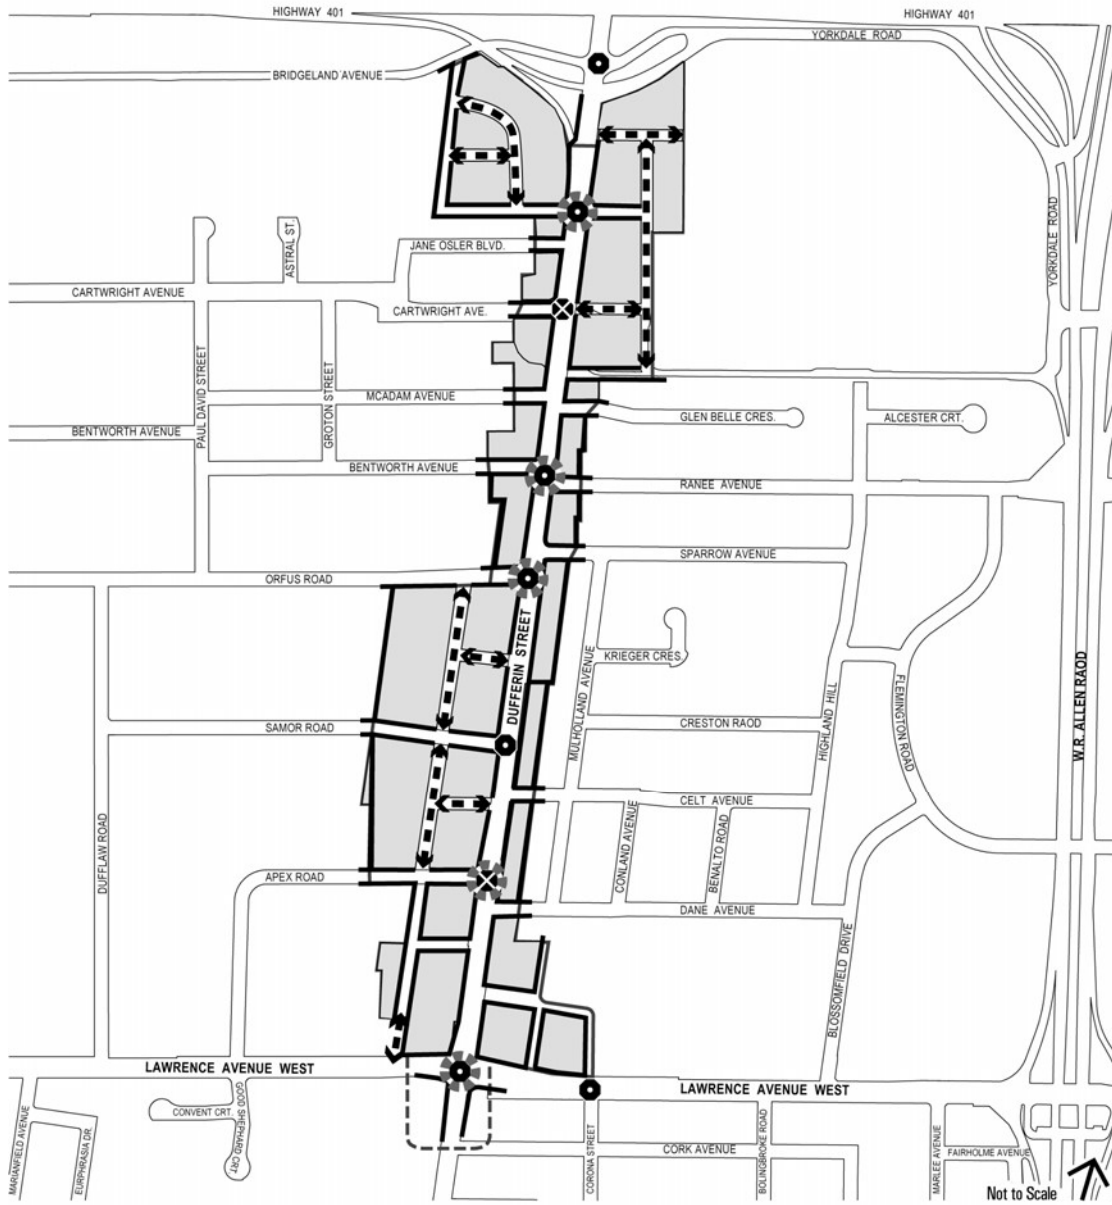 HIGHWAY 401
HIGHWAY 401
YORKDALE ROAD
BRIDGELAND AVENUE
YORKDALE ROAD
ASTRAL ST.
JANE OSLER BLVD.
CARTWRIGHT AVENUE
CARTWRIGHT AVE.
PAUL DAVID STREET
GROTON STREET
MCADAM AVENUE
GLEN BELLE CRES.
ALCESTER CRT.
BENTWORTH AVENUE
BENTWORTH AVENUE
RANEE AVENUE
SPARROW AVENUE
ORFUS ROAD
DUFFERIN STREET
KRIEGER CRES.
MULHOLLAND AVENUE
HIGHLAND HILL
FLEMINGTON ROAD
W.R. ALLEN RAOD
SAMOR ROAD
CRESTON RAOD
CELT AVENUE
DUFFLAW ROAD
CONLAND AVENUE
BENALTO ROAD
APEX ROAD
DANE AVENUE
BLOSSOMFIELD DRIVE
LAWRENCE AVENUE WEST
LAWRENCE AVENUE WEST
CONVENT CRT.
GOOD SHEPHARD CRT
MARIANFIELD AVENUE
EURPHRASIA DR.
CORONA STREET
CORK AVENUE
BOLINGBROKE ROAD
MARLEE AVENUE
FAIRHOLME AVENUE
Not to Scale